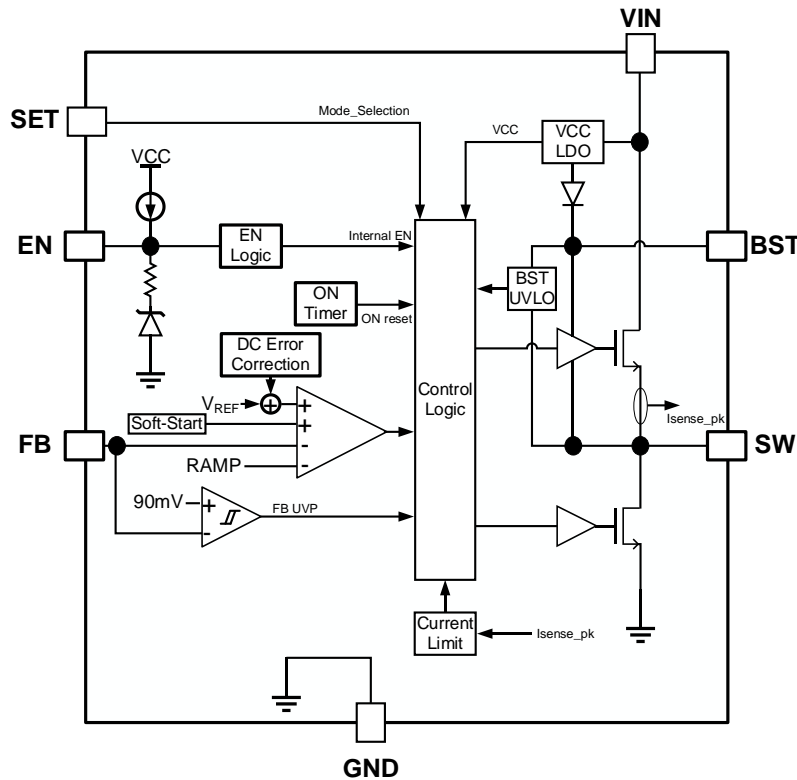 VIN
SET
Mode_Selection
VCC
VCC
LDO
VCC
EN
EN
Logic
Internal EN
BST
BST
UVLO
ON
Timer
ON reset
DC Error
Correction
VREF
+
+
Control
Logic
Isense_pk
Soft-Start
+
FB
-
SW
RAMP
-
90mV
+
FB UVP
-
Current
Limit
Isense_pk
GND